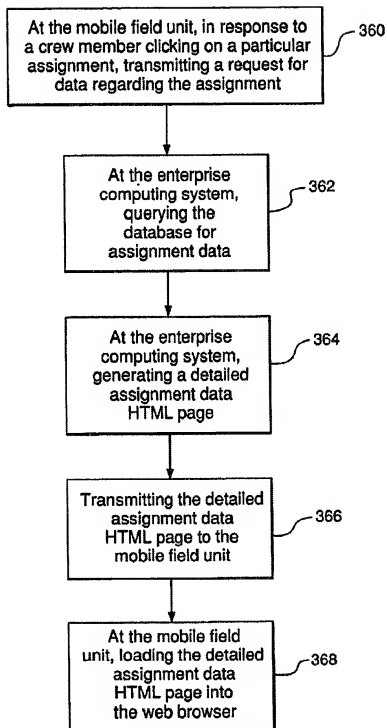 At the mobile field unit, in response to
a crew member clicking on a particular
assignment, transmitting a request for
data regarding the assignment
360
At the enterprise
computing system,
querying the
database for
assignment data
362
At the enterprise
computing system,
generating a detailed
assignment data
HTML page
364
Transmitting the detailed
assignment data
HTML page to the
mobile field unit
366
At the mobile field
unit, loading the detailed
assignment data
HTML page into
the web browser
368